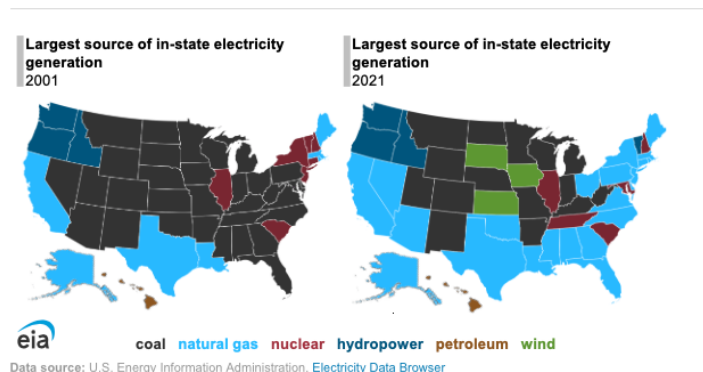 Largest source of in-state electricity
generation
2001
Largest source of in-state electricity
generation
2021
eia
coal natural gas nuclear hydropower petroleum wind
Data source: U.S. Energy Information Administration, Electricity Data Browser